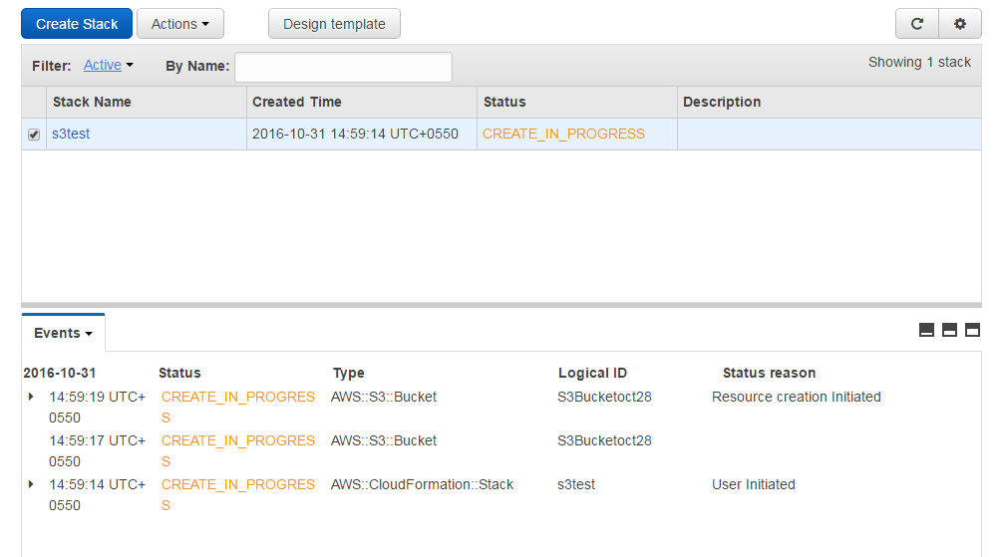 Create Stack Actions Design template
Filter: Active By Name: Showing 1 stack
Stack Name Created Time Status Description
s3test 2016-10-31 14:59:14 UTC+0550 CREATE_IN_PROGRESS
Events
2016-10-31 Status Type Logical ID Status reason
14:59:19 UTC+ CREATE_IN_PROGRES AWS::S3::Bucket S3Bucketoct28 Resource creation Initiated
0550 S
14:59:17 UTC+ CREATE_IN_PROGRES AWS::S3::Bucket S3Bucketoct28
0550 S
14:59:14 UTC+ CREATE_IN_PROGRES AWS::CloudFormation::Stack s3test User Initiated
0550 S